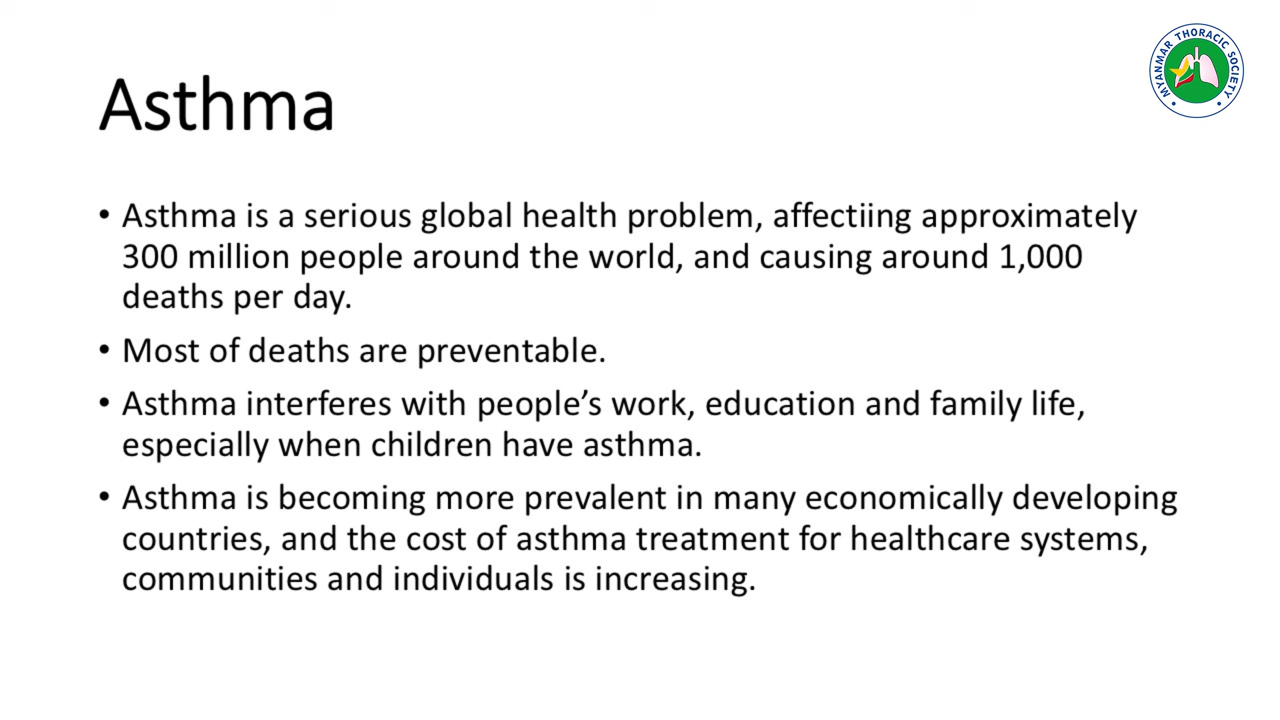 MYANMAR THORACIC SOCIETY
Asthma
• Asthma is a serious global health problem, affectiing approximately
300 million people around the world, and causing around 1,000
deaths per day.
• Most of deaths are preventable.
• Asthma interferes with people’s work, education and family life,
especially when children have asthma.
• Asthma is becoming more prevalent in many economically developing
countries, and the cost of asthma treatment for healthcare systems,
communities and individuals is increasing.